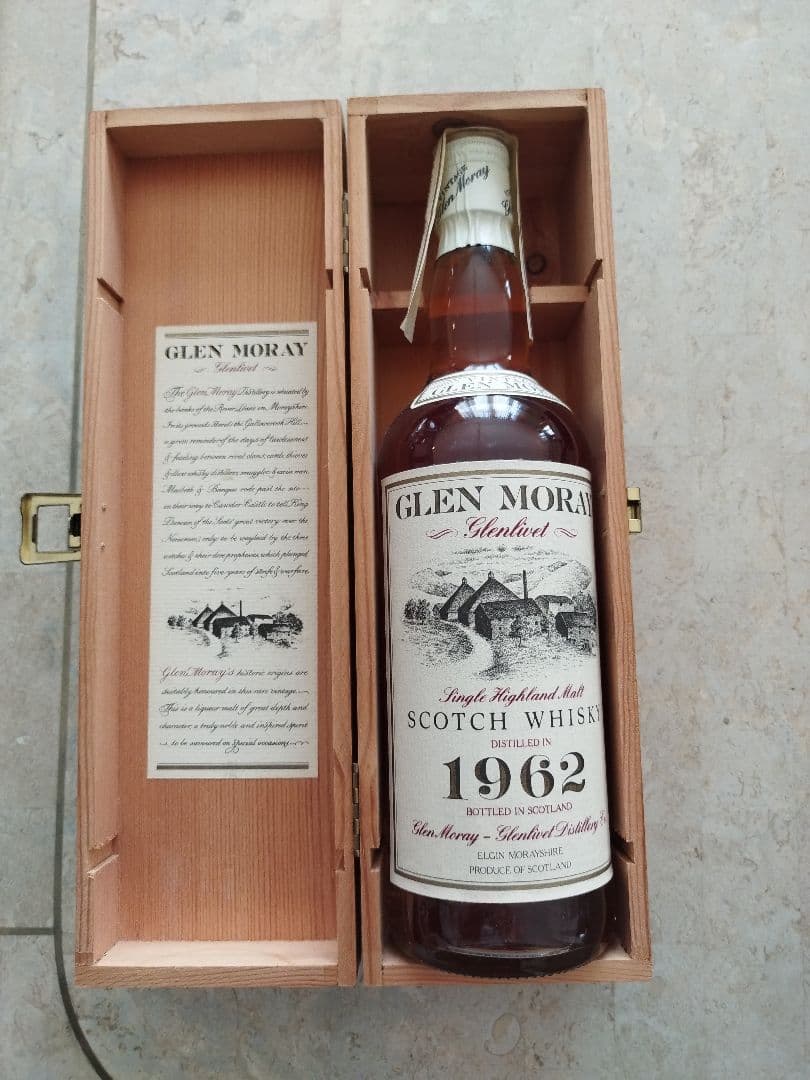 GLEN MORAY
Glenlivet
The Glen Moray Distillery is situated by
the banks of the River Lossie in Morayshire.
In its grounds stands the Gallowcrook Hill,
a grim reminder of the days of lawlessness
& feuding between rival clans, cattle thieves
& illicit whisky distillers, smugglers & excise men.
Macbeth & Banquo rode past the site
on their way to Cawdor Castle to tell King
Duncan of the Scots' great victory over the
Norsemen; only to be waylaid by the three
witches & their dire prophecies which plunged
Scotland into five years of strife & warfare.
Glen Moray's historic origins are
suitably honoured in this rare vintage.
This is a liqueur malt of great depth and
character, a truly noble and inspired spirit
to be savoured on special occasions
Glen Moray
GLEN MO
GLEN MORAY
Glenlivet
Single Highland Malt
SCOTCH WHISKY
DISTILLED IN
1962
BOTTLED IN SCOTLAND
Glen Moray - Glenlivet Distillery
ELGIN MORAYSHIRE
PRODUCE OF SCOTLAND